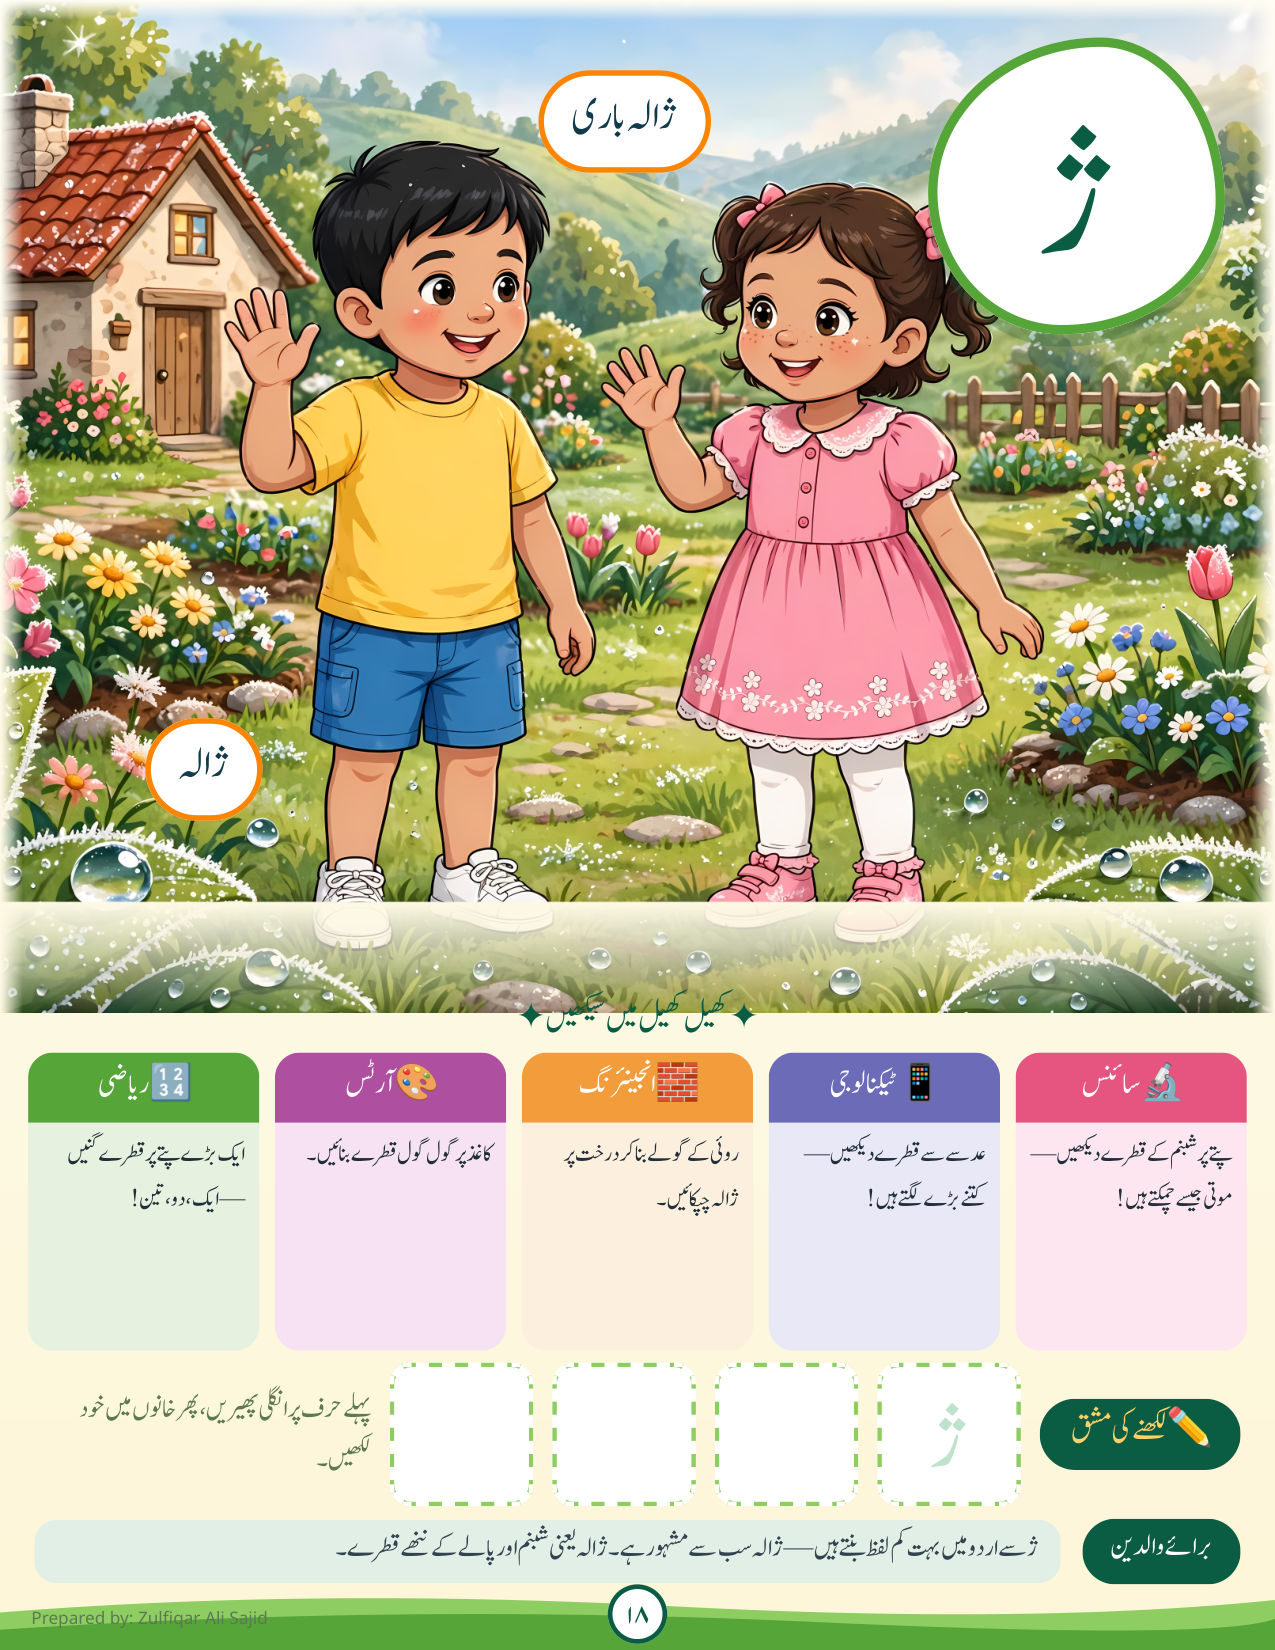 ژ
ژالہ باری
ژالہ
✦ کھیل کھیل میں سیکھیں ✦
🔬 سائنس
پتے پر شبنم کے قطرے دیکھیں —
موتی جیسے چمکتے ہیں!
📱 ٹیکنالوجی
عدسے سے قطرے دیکھیں —
کتنے بڑے لگتے ہیں!
🧱 انجینئرنگ
روئی کے گولے بنا کر درخت پر
ژالہ چپکائیں۔
🎨 آرٹس
کاغذ پر گول گول قطرے بنائیں۔
🔢 ریاضی
ایک بڑے پتے پر قطرے گنیں
— ایک، دو، تین!
✏️ لکھنے کی مشق
ژ
پہلے حرف پر انگلی پھیریں، پھر خانوں میں خود
لکھیں۔
برائے والدین
ژ سے اردو میں بہت کم لفظ بنتے ہیں — ژالہ سب سے مشہور ہے۔ ژالہ یعنی شبنم اور پالے کے ننھے قطرے۔
۱۸
Prepared by: Zulfiqar Ali Sajid